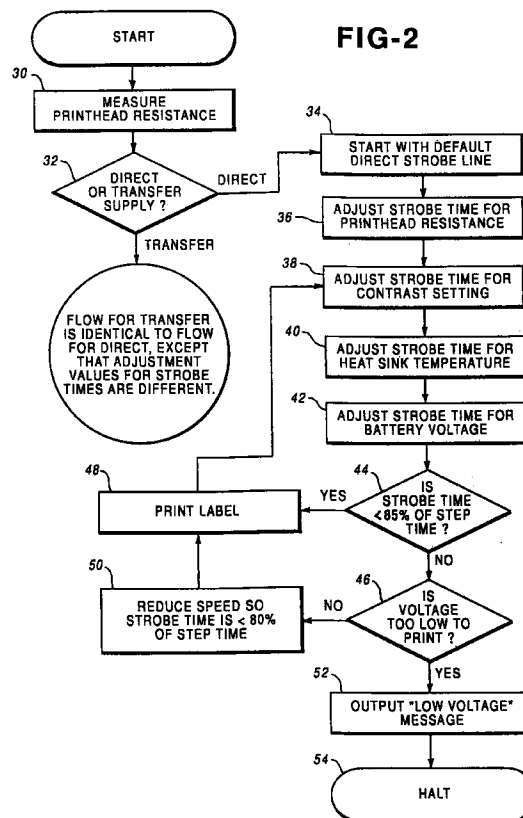 FIG-2
START
30
MEASURE
PRINTHEAD RESISTANCE
32
DIRECT
OR TRANSFER
SUPPLY ?
DIRECT
TRANSFER
FLOW FOR TRANSFER
IS IDENTICAL TO FLOW
FOR DIRECT, EXCEPT
THAT ADJUSTMENT
VALUES FOR STROBE
TIMES ARE DIFFERENT.
34
START WITH DEFAULT
DIRECT STROBE LINE
36
ADJUST STROBE TIME FOR
PRINTHEAD RESISTANCE
38
ADJUST STROBE TIME FOR
CONTRAST SETTING
40
ADJUST STROBE TIME FOR
HEAT SINK TEMPERATURE
42
ADJUST STROBE TIME FOR
BATTERY VOLTAGE
44
IS
STROBE TIME
<85% OF STEP
TIME ?
YES
NO
48
PRINT LABEL
46
IS
VOLTAGE
TOO LOW TO
PRINT ?
NO
YES
50
REDUCE SPEED SO
STROBE TIME IS < 80%
OF STEP TIME
52
OUTPUT "LOW VOLTAGE"
MESSAGE
54
HALT